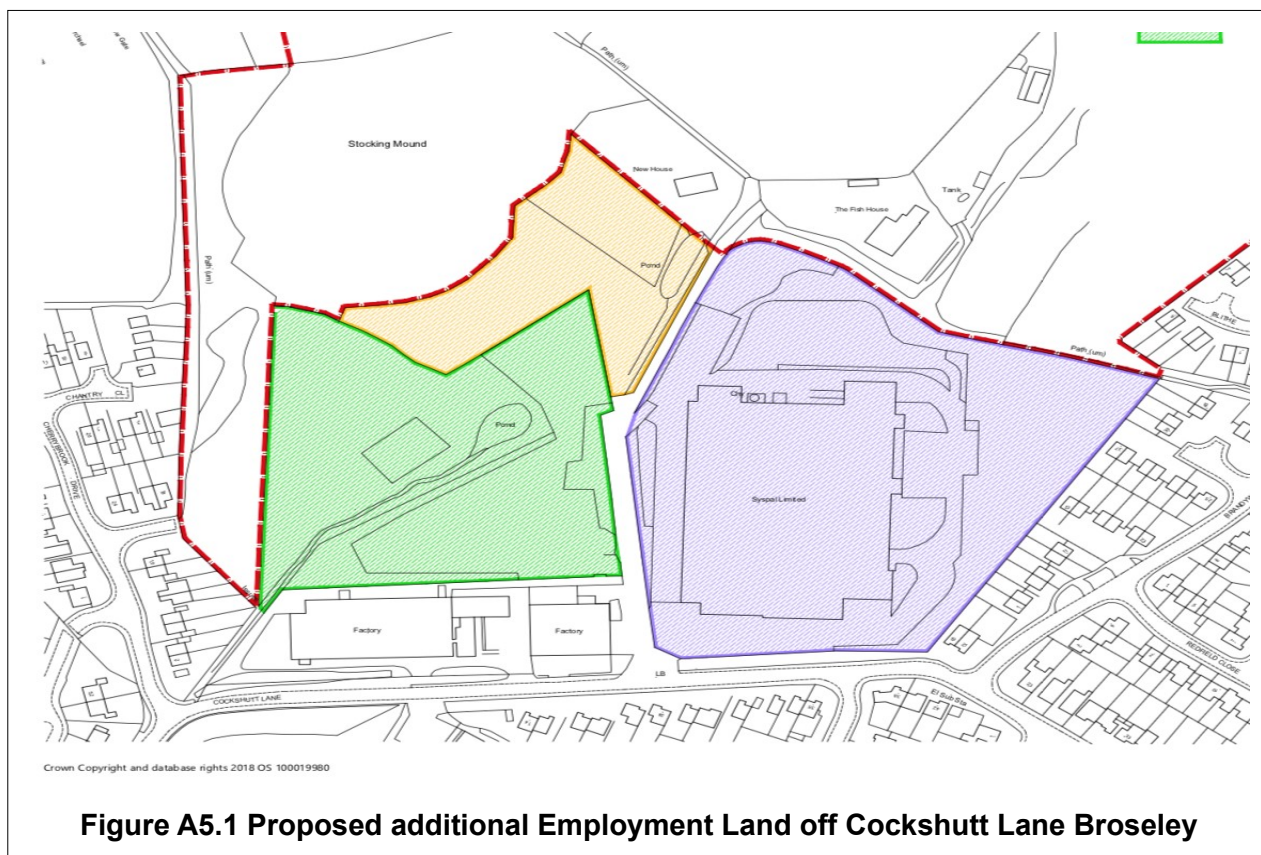 Path (um)
Stocking Mound
New House
Tank
The Fish House
Pond
Path (um)
BLITHE
Path (um)
CHANTRY CL
CHERRYBROOK
DRIVE
Pond
Syspal Limited
Factory
Factory
REDFIELD CLOSE
COCKSHUTT LANE
LB
El Sub Sta
Crown Copyright and database rights 2018 OS 100019980
Figure A5.1 Proposed additional Employment Land off Cockshutt Lane Broseley